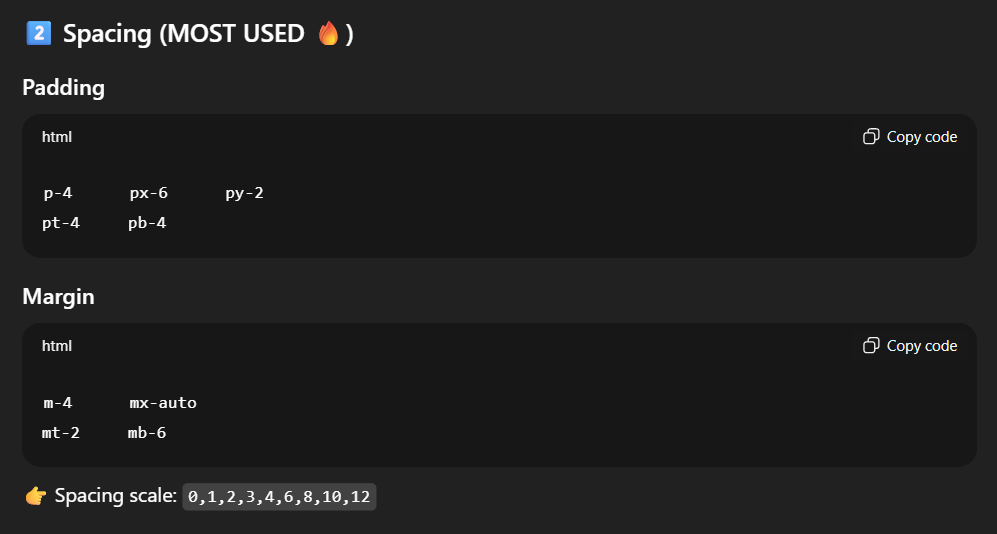 2️⃣ Spacing (MOST USED 🔥)
Padding
html
Copy code
p-4 px-6 py-2
pt-4 pb-4
Margin
html
Copy code
m-4 mx-auto
mt-2 mb-6
👉 Spacing scale: 0,1,2,3,4,6,8,10,12